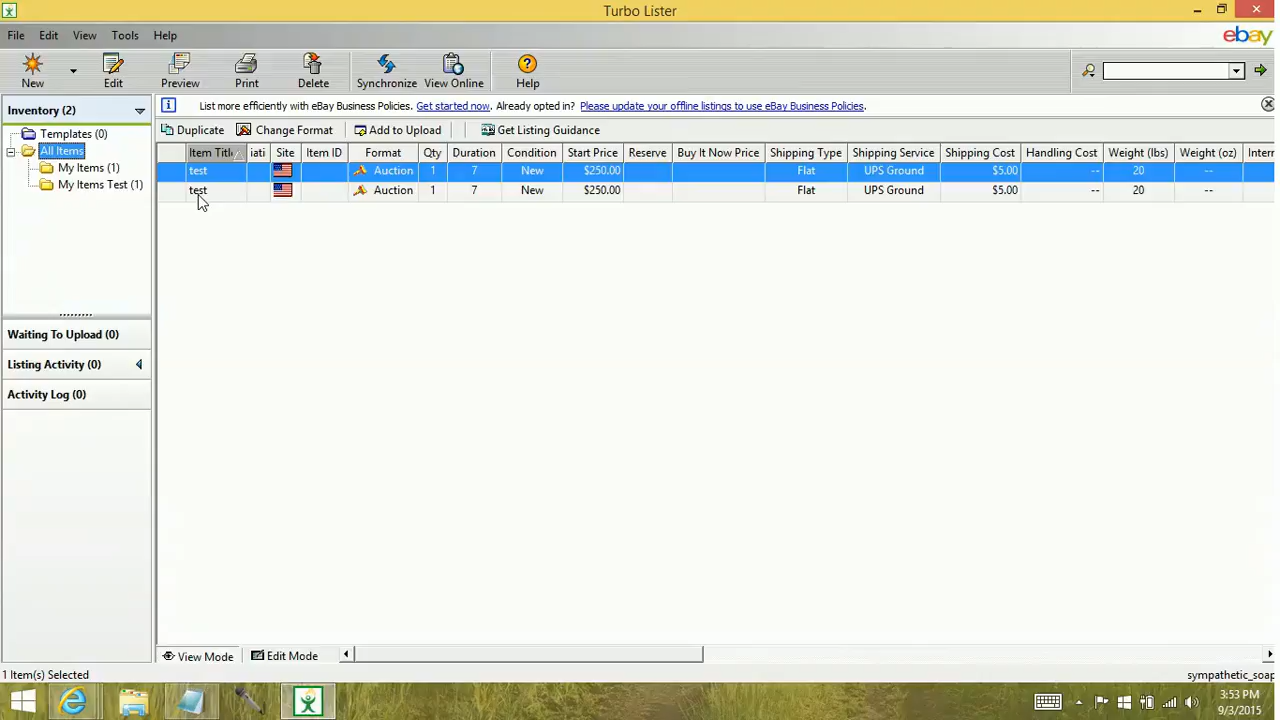 Turbo Lister
File Edit View Tools Help
ebay
New Edit Preview Print Delete Synchronize View Online Help
Inventory (2)
List more efficiently with eBay Business Policies. Get started now. Already opted in? Please update your offline listings to use eBay Business Policies.
Templates (0)
Duplicate Change Format Add to Upload Get Listing Guidance
All Items
Item Title iati Site Item ID Format Qty Duration Condition Start Price Reserve Buy It Now Price Shipping Type Shipping Service Shipping Cost Handling Cost Weight (lbs) Weight (oz) Intern
My Items (1)
test Auction 1 7 New $250.00 Flat UPS Ground $5.00 -- 20 --
My Items Test (1)
test Auction 1 7 New $250.00 Flat UPS Ground $5.00 -- 20 --
Waiting To Upload (0)
Listing Activity (0)
Activity Log (0)
View Mode Edit Mode
1 Item(s) Selected
sympathetic_soap
3:53 PM
9/3/2015